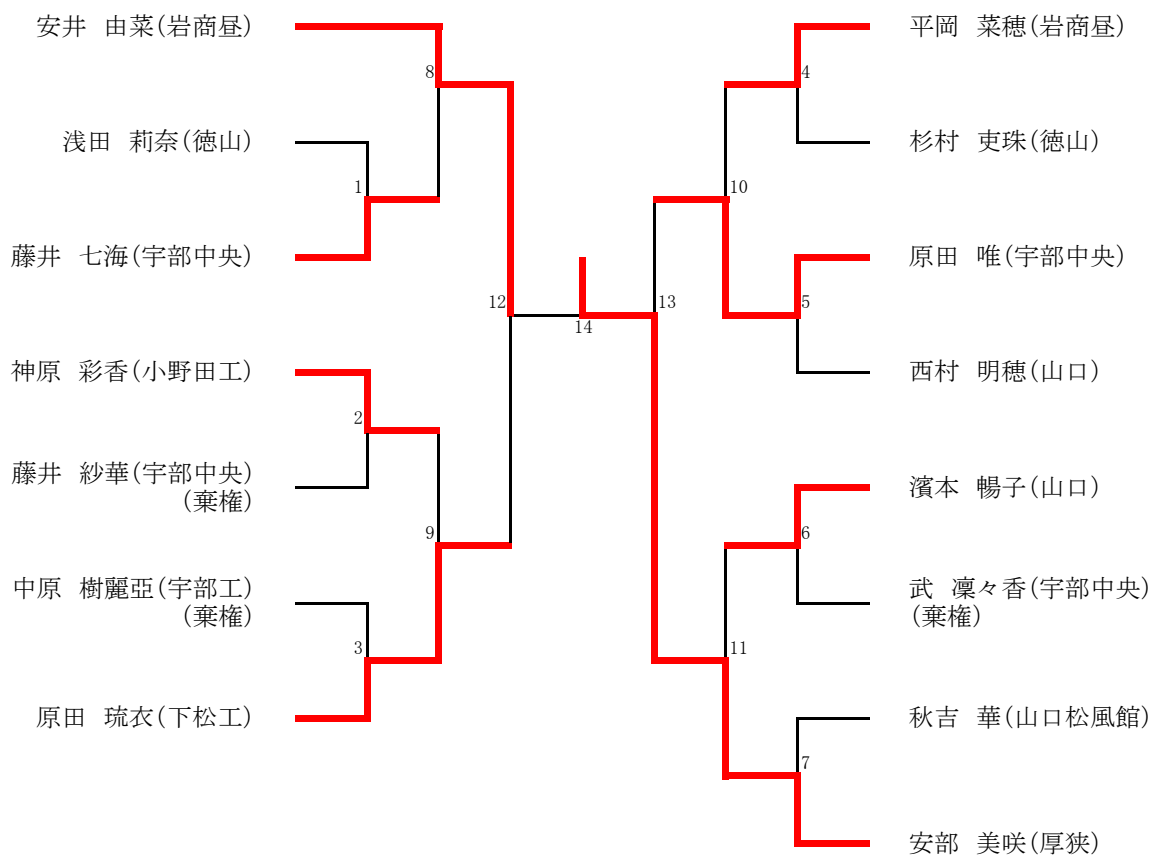 安井 由菜(岩商昼)
浅田 莉奈(徳山)
藤井 七海(宇部中央)
神原 彩香(小野田工)
藤井 紗華(宇部中央)
(棄権)
中原 樹麗亞(宇部工)
(棄権)
原田 琉衣(下松工)
8
1
2
9
3
12
14
13
10
11
4
5
6
7
平岡 菜穂(岩商昼)
杉村 吏珠(徳山)
原田 唯(宇部中央)
西村 明穂(山口)
濱本 暢子(山口)
武 凜々香(宇部中央)
(棄権)
秋吉 華(山口松風館)
安部 美咲(厚狭)